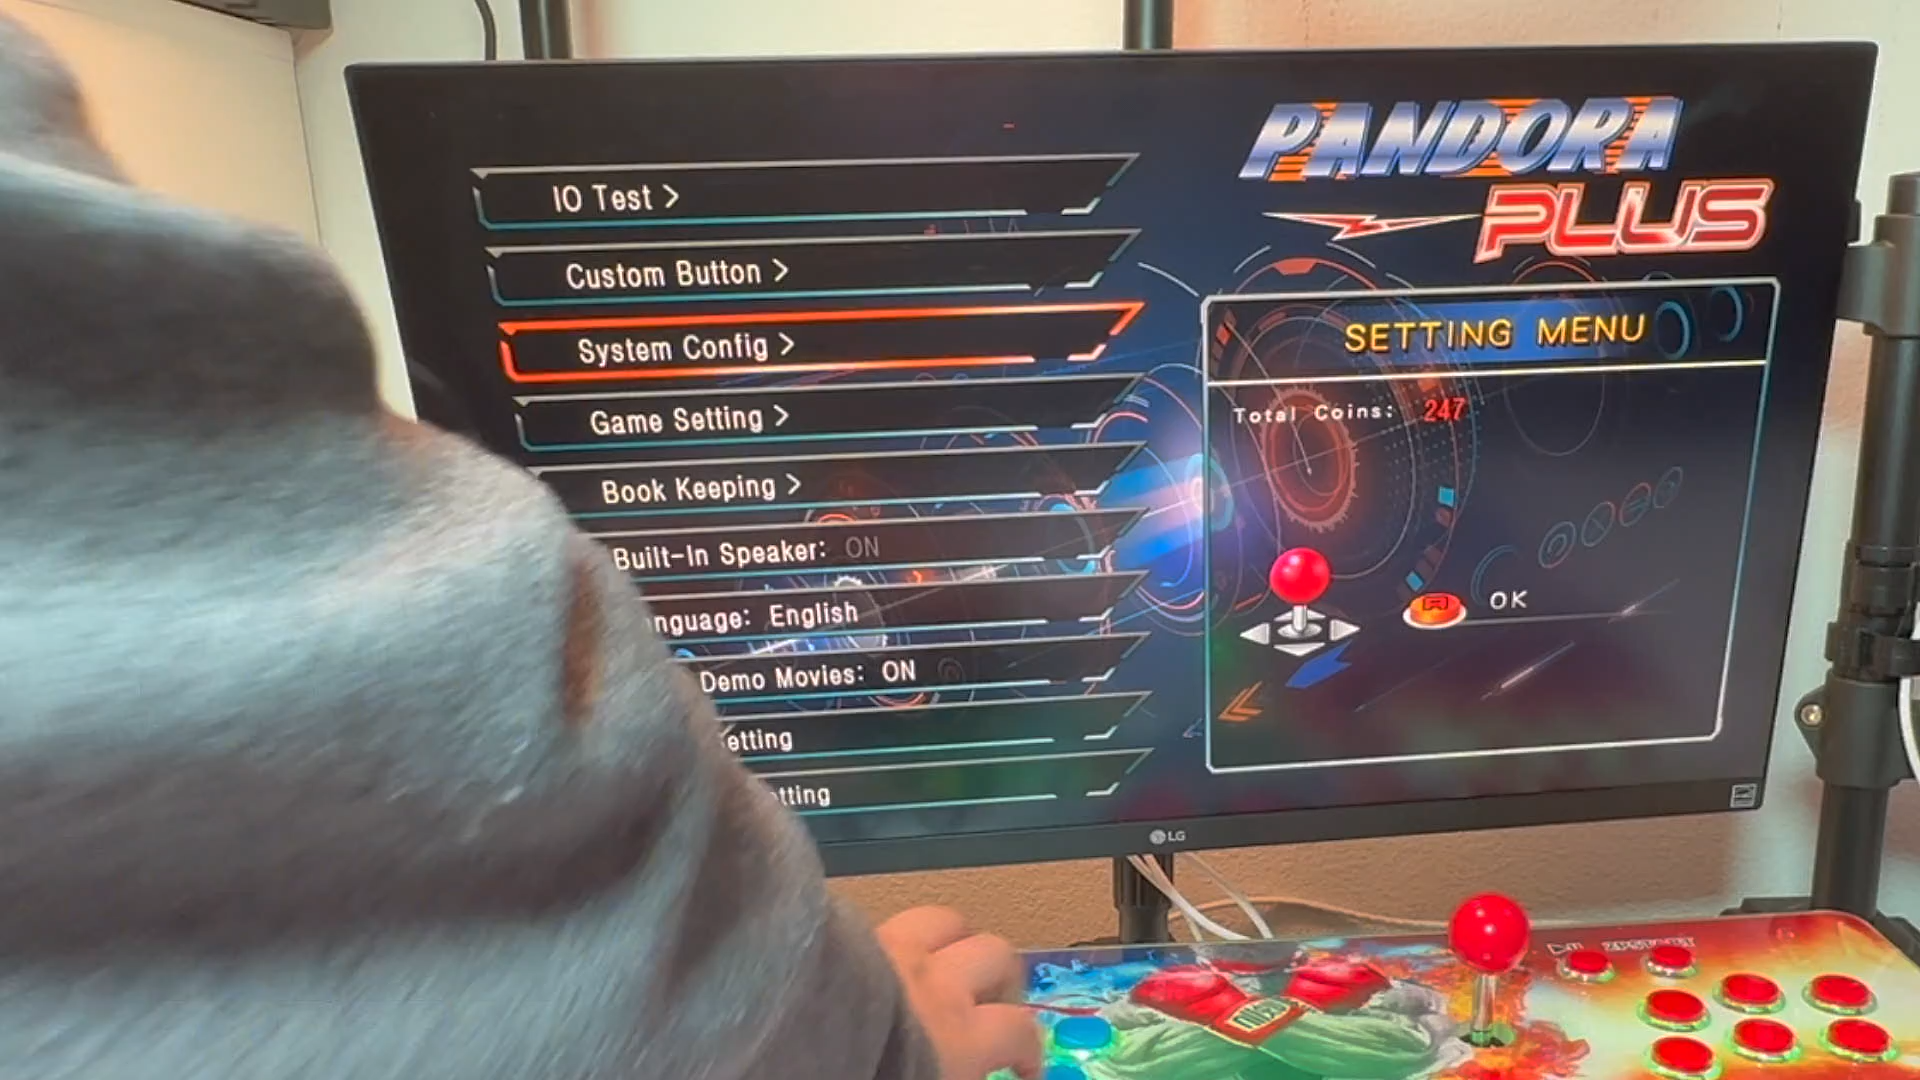 PANDORA
PLUS
IO Test >
Custom Button >
System Config >
Game Setting >
Book Keeping >
Built-In Speaker: ON
nguage: English
Demo Movies: ON
etting
tting
SETTING MENU
Total Coins: 247
A OK
LG